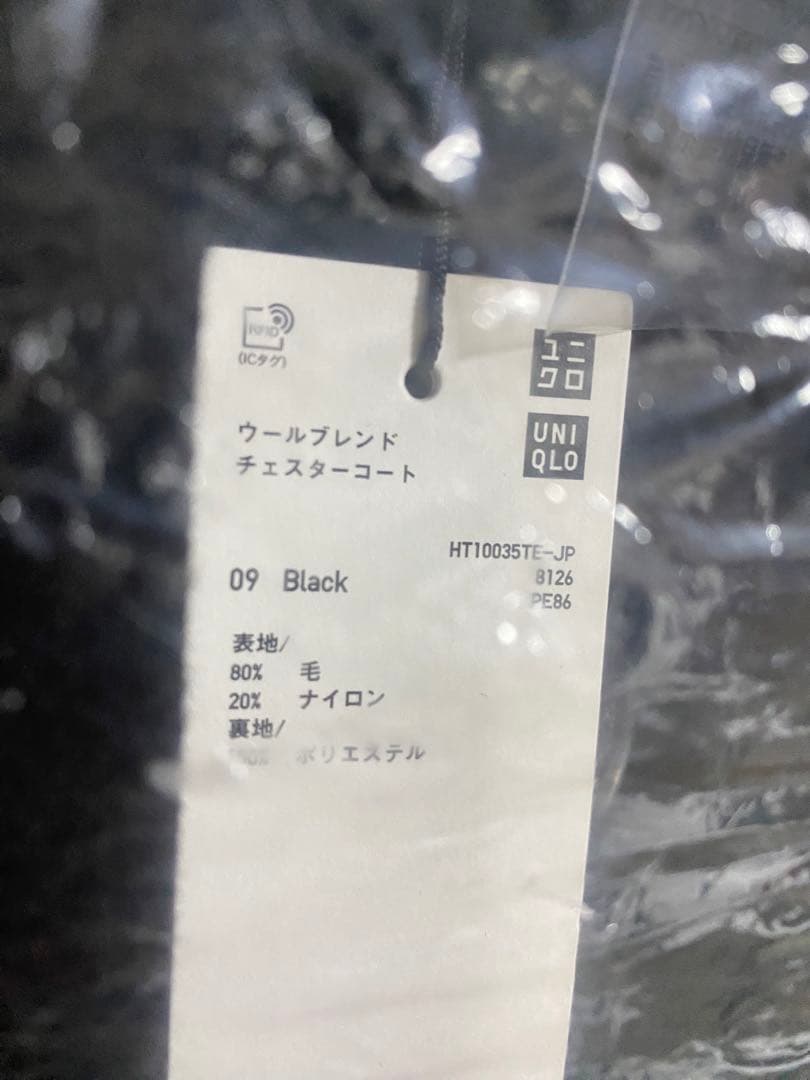 RFID
(ICタグ)
ユニ
クロ
UNI
QLO
ウールブレンド
チェスターコート
HT10035TE-JP
8126
PE86
09 Black
表地/
80% 毛
20% ナイロン
裏地/
100% ポリエステル